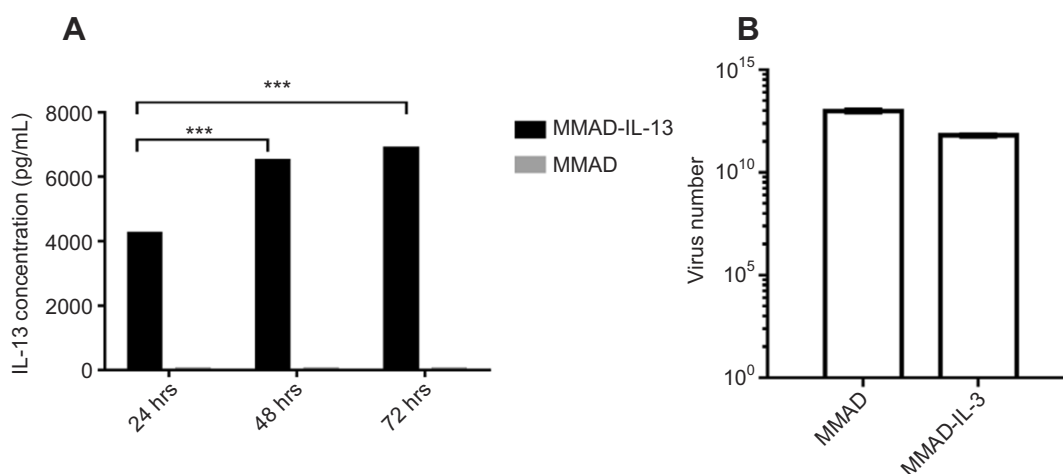 A
IL-13 concentration (pg/mL)
8000
6000
4000
2000
0
***
***
24 hrs
48 hrs
72 hrs
MMAD-IL-13
MMAD
B
Virus number
10^15
10^10
10^5
10^0
MMAD
MMAD-IL-3